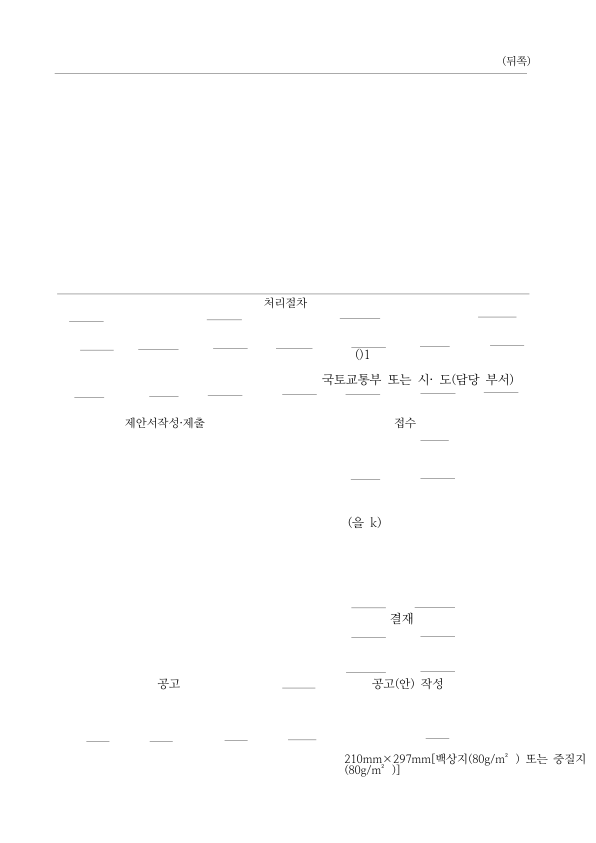 (뒤쪽)
처리절차
()1
국토교통부 또는 시· 도(담당 부서)
제안서작성·제출 접수
(을 k)
결재
공고 공고(안) 작성
210mm×297mm[백상지(80g/㎡ ) 또는 중질지
(80g/㎡ )]